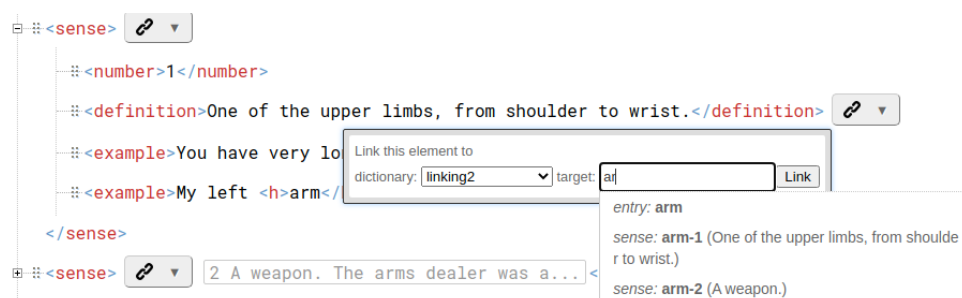 <sense>
<number>1</number>
<definition>One of the upper limbs, from shoulder to wrist.</definition>
<example>You have very lo
Link this element to
dictionary: linking2 target: ar Link
<example>My left <h>arm</
entry: arm
sense: arm-1 (One of the upper limbs, from shoulde
r to wrist.)
sense: arm-2 (A weapon.)
</sense>
<sense> 2 A weapon. The arms dealer was a... <